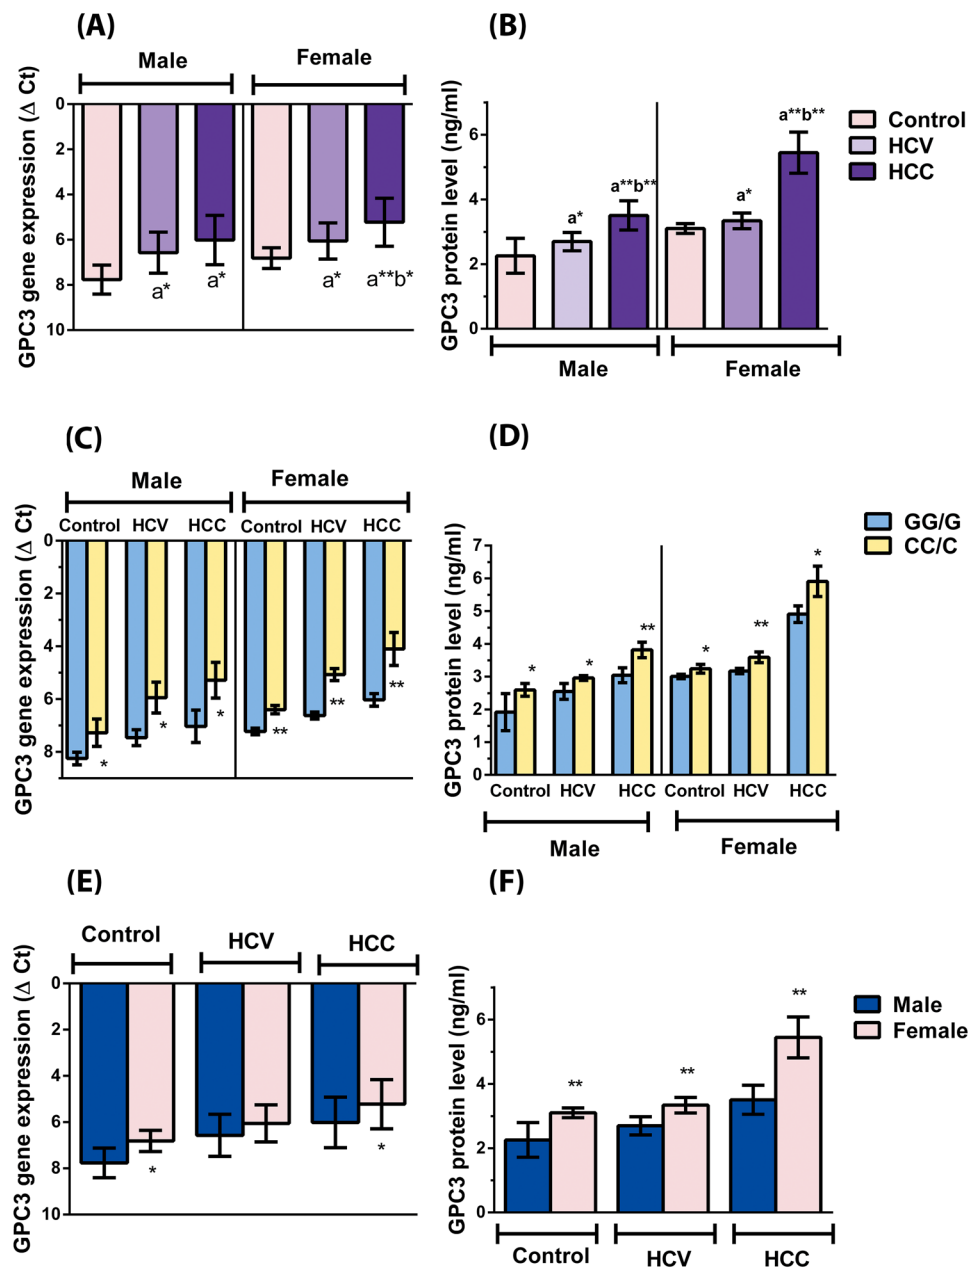 (A)
Male Female
GPC3 gene expression (Δ Ct)
0
2
4
6
8
10
a* a* a* a**b*
(B)
GPC3 protein level (ng/ml)
6
4
2
0
a* a**b** a* a**b**
Male Female
Control
HCV
HCC
(C)
Male Female
Control HCV HCC Control HCV HCC
GPC3 gene expression (Δ Ct)
0
2
4
6
8
* * * ** ** **
(D)
GPC3 protein level (ng/ml)
7
6
5
4
3
2
1
0
* * ** * ** *
Control HCV HCC Control HCV HCC
Male Female
GG/G
CC/C
(E)
Control HCV HCC
GPC3 gene expression (Δ Ct)
0
2
4
6
8
10
* *
(F)
GPC3 protein level (ng/ml)
6
4
2
0
** ** **
Control HCV HCC
Male
Female